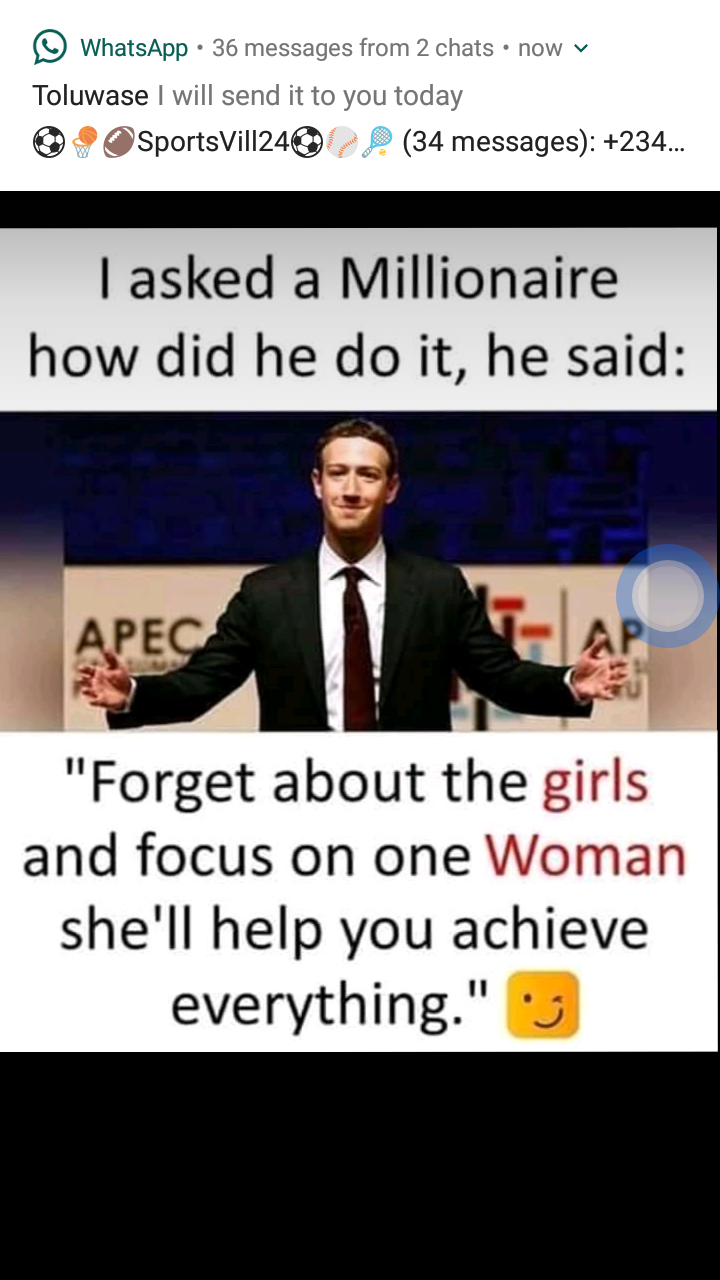 WhatsApp • 36 messages from 2 chats • now
Toluwase I will send it to you today
⚽🏀🏈SportsVill24⚽⚾🎾 (34 messages): +234...
I asked a Millionaire
how did he do it, he said:
APEC
AP
"Forget about the girls
and focus on one Woman
she'll help you achieve
everything." 😉